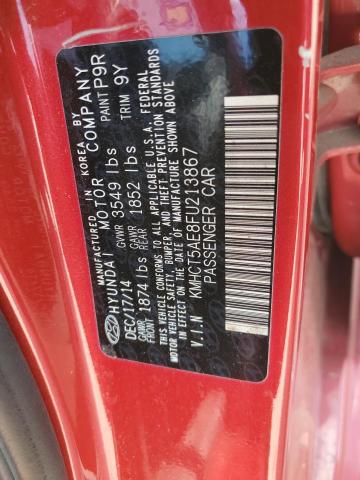 MANUFACTURED IN KOREA BY
HYUNDAI MOTOR COMPANY
DEC/17/14 GVWR 3549 lbs PAINT P9R
GAWR FRONT 1874lbs GAWR REAR 1852 lbs TRIM 9Y
THIS VEHICLE CONFORMS TO ALL APPLICABLE U.S.A. FEDERAL
MOTOR VEHICLE SAFETY, BUMPER, AND THEFT PREVENTION STANDARDS
IN EFFECT ON THE DATE OF MANUFACTURE SHOWN ABOVE
V.I.N KMHCT5AE8FU213867
PASSENGER CAR